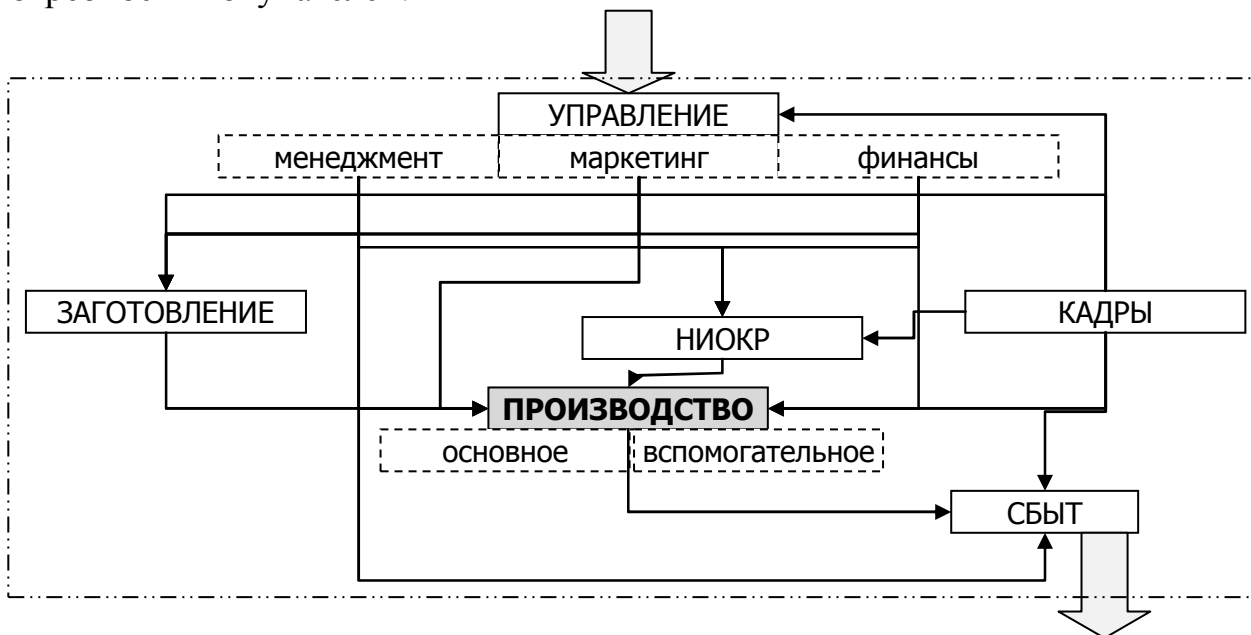 УПРАВЛЕНИЕ
менеджмент маркетинг финансы
ЗАГОТОВЛЕНИЕ КАДРЫ
НИОКР
ПРОИЗВОДСТВО
основное вспомогательное
СБЫТ